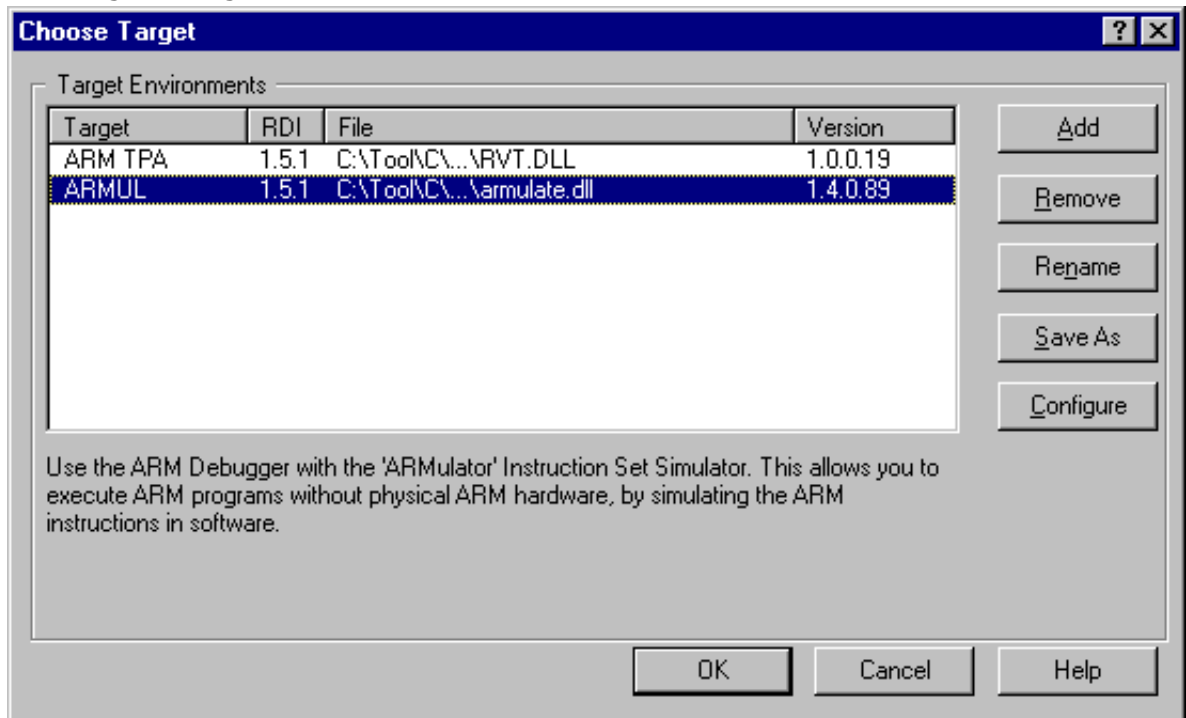 Choose Target
Target Environments
Target RDI File Version
ARM TPA 1.5.1 C:\Tool\C\...\RVT.DLL 1.0.0.19
ARMUL 1.5.1 C:\Tool\C\...\armulate.dll 1.4.0.89
Add
Remove
Rename
Save As
Configure
Use the ARM Debugger with the 'ARMulator' Instruction Set Simulator. This allows you to
execute ARM programs without physical ARM hardware, by simulating the ARM
instructions in software.
OK Cancel Help